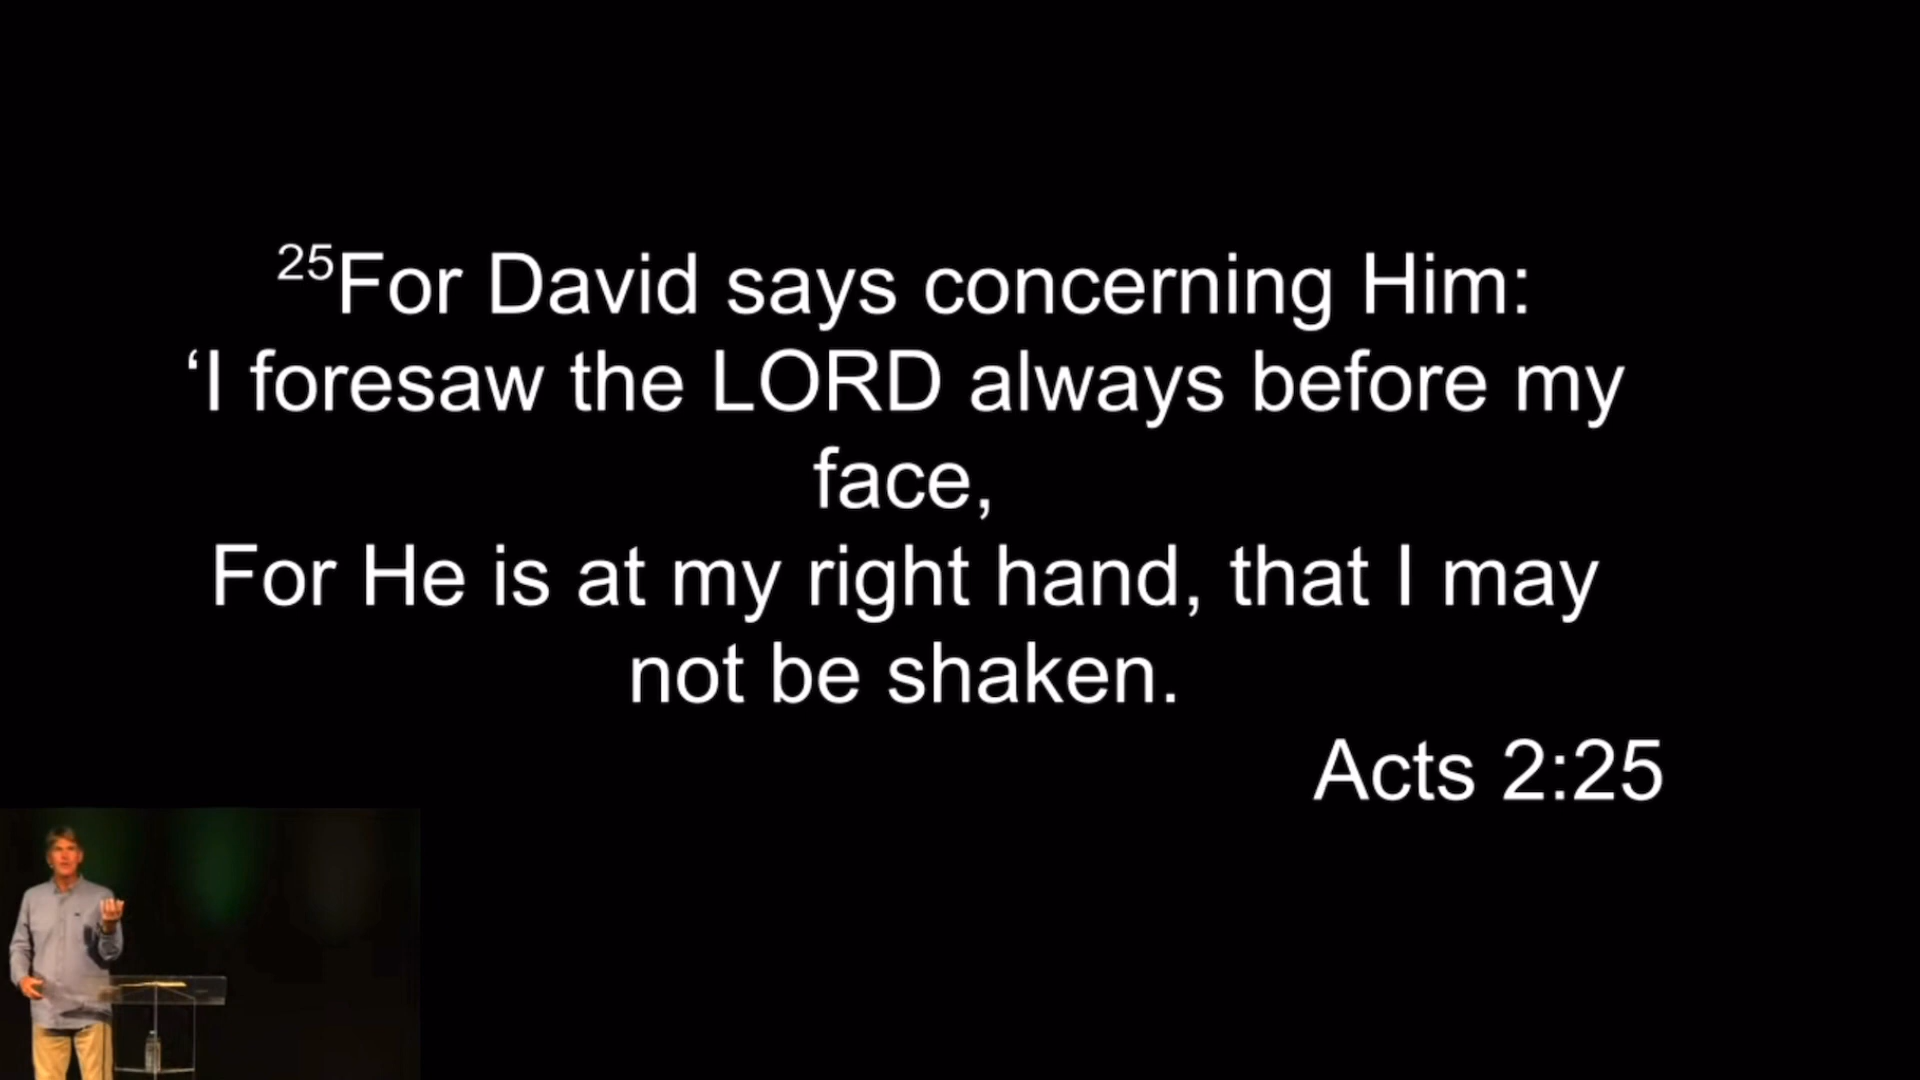 25For David says concerning Him:
‘I foresaw the LORD always before my
face,
For He is at my right hand, that I may
not be shaken.
Acts 2:25